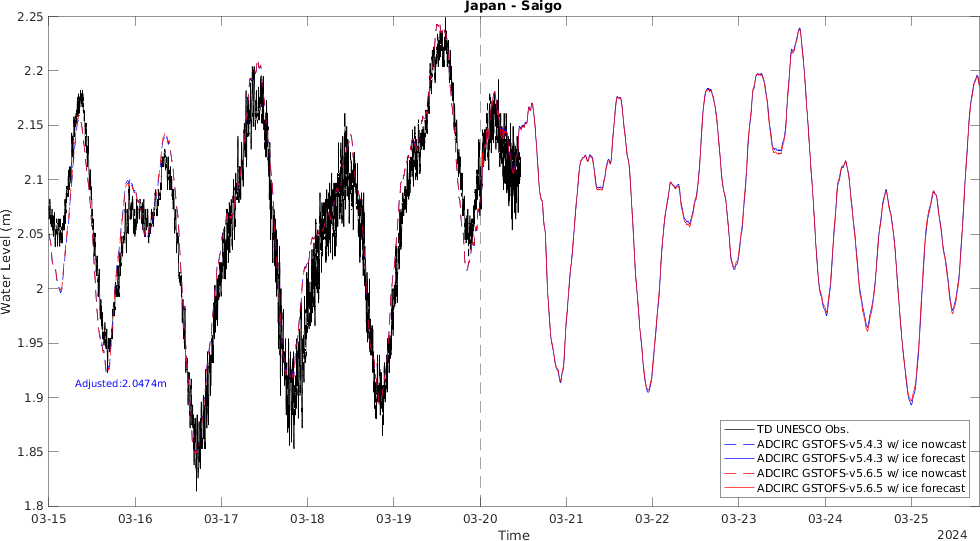 Japan - Saigo
2.25
2.2
2.15
2.1
2.05
2
1.95
1.9
1.85
1.8
Water Level (m)
Adjusted:2.0474m
TD UNESCO Obs.
ADCIRC GSTOFS-v5.4.3 w/ ice nowcast
ADCIRC GSTOFS-v5.4.3 w/ ice forecast
ADCIRC GSTOFS-v5.6.5 w/ ice nowcast
ADCIRC GSTOFS-v5.6.5 w/ ice forecast
03-15 03-16 03-17 03-18 03-19 03-20 03-21 03-22 03-23 03-24 03-25
Time
2024